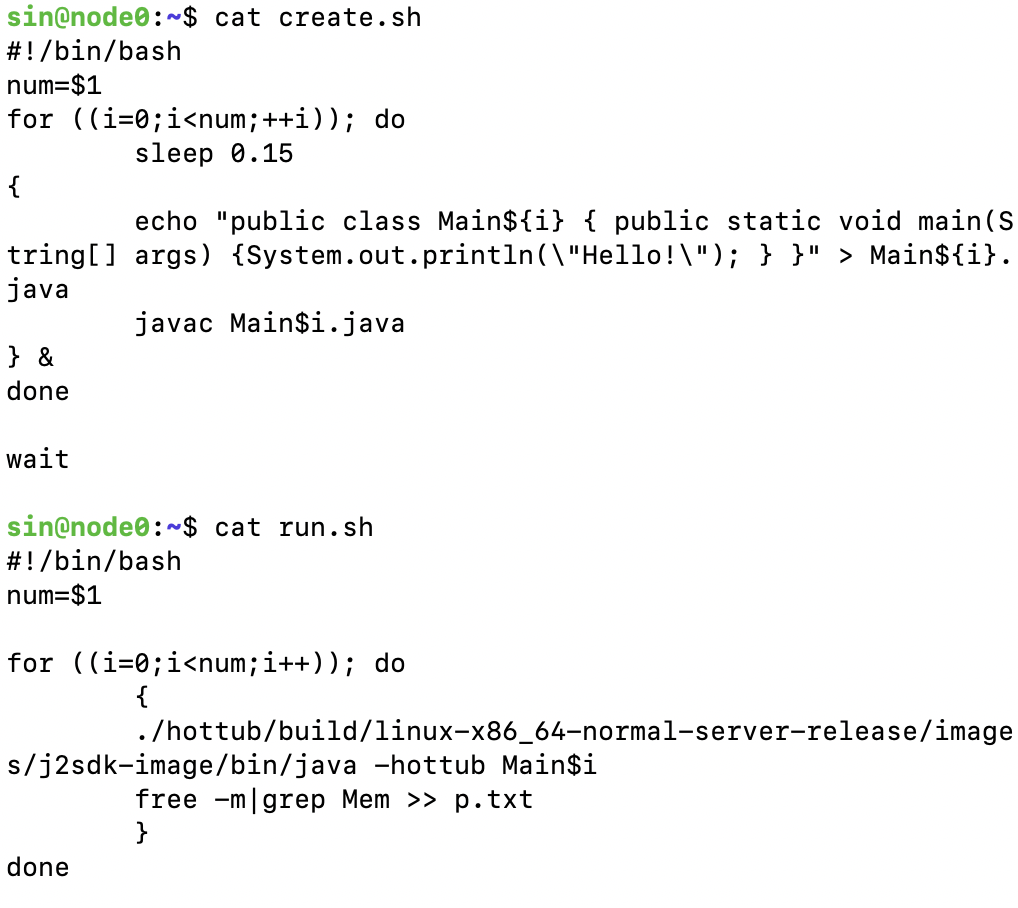 sin@node0:~$ cat create.sh
#!/bin/bash
num=$1
for ((i=0;i<num;++i)); do
        sleep 0.15
{
        echo "public class Main${i} { public static void main(S
tring[] args) {System.out.println(\"Hello!\"); } }" > Main${i}.
java
        javac Main$i.java
} &
done

wait

sin@node0:~$ cat run.sh
#!/bin/bash
num=$1

for ((i=0;i<num;i++)); do
        {
        ./hottub/build/linux-x86_64-normal-server-release/image
s/j2sdk-image/bin/java -hottub Main$i
        free -m|grep Mem >> p.txt
        }
done